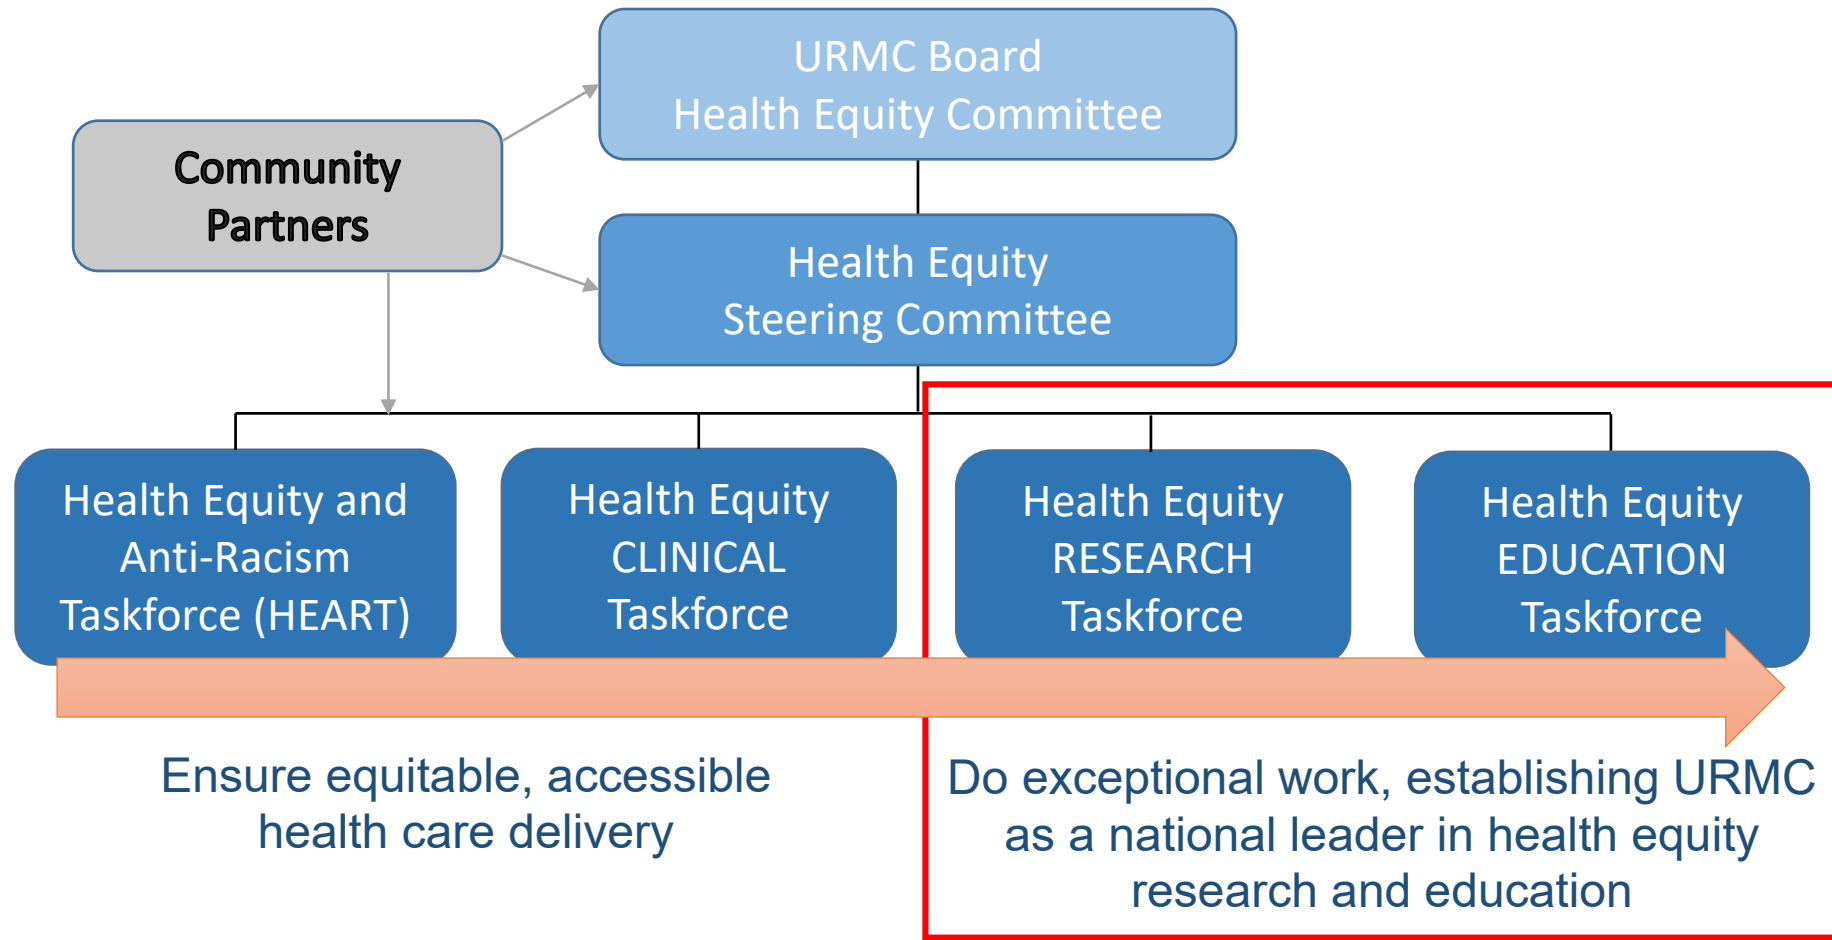 URMC Board
Health Equity Committee
Community
Partners
Health Equity
Steering Committee
Health Equity and
Anti-Racism
Taskforce (HEART)
Health Equity
CLINICAL
Taskforce
Health Equity
RESEARCH
Taskforce
Health Equity
EDUCATION
Taskforce
Ensure equitable, accessible
health care delivery
Do exceptional work, establishing URMC
as a national leader in health equity
research and education